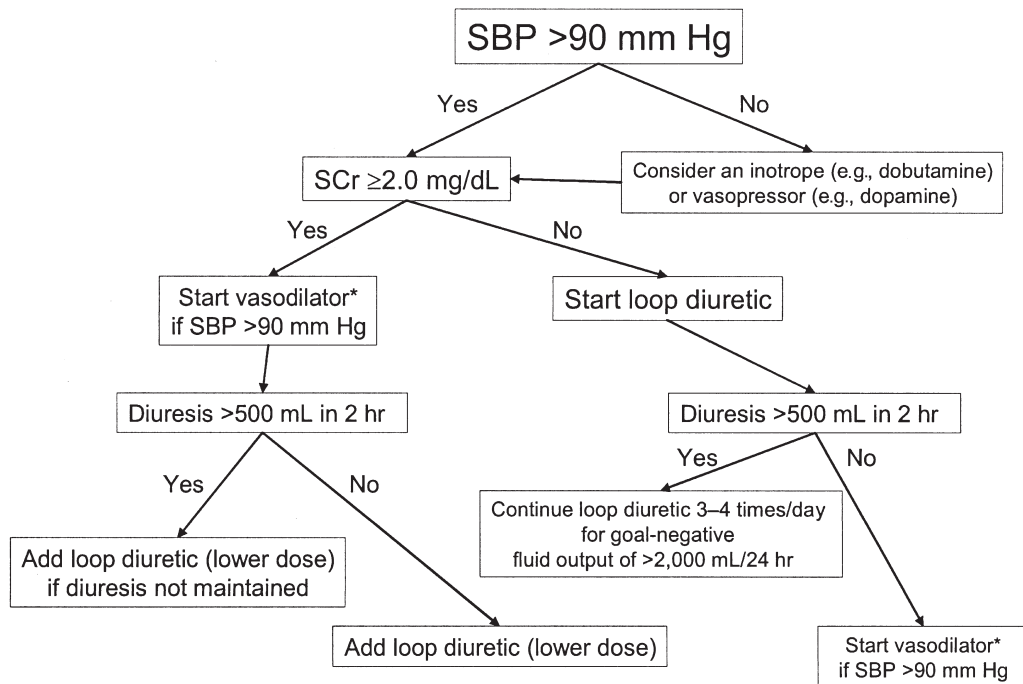 SBP >90 mm Hg
Yes
No
SCr ≥2.0 mg/dL
Consider an inotrope (e.g., dobutamine)
or vasopressor (e.g., dopamine)
Yes
No
Start vasodilator*
if SBP >90 mm Hg
Start loop diuretic
Diuresis >500 mL in 2 hr
Diuresis >500 mL in 2 hr
Yes
No
Yes
No
Continue loop diuretic 3–4 times/day
for goal-negative
fluid output of >2,000 mL/24 hr
Add loop diuretic (lower dose)
if diuresis not maintained
Add loop diuretic (lower dose)
Start vasodilator*
if SBP >90 mm Hg